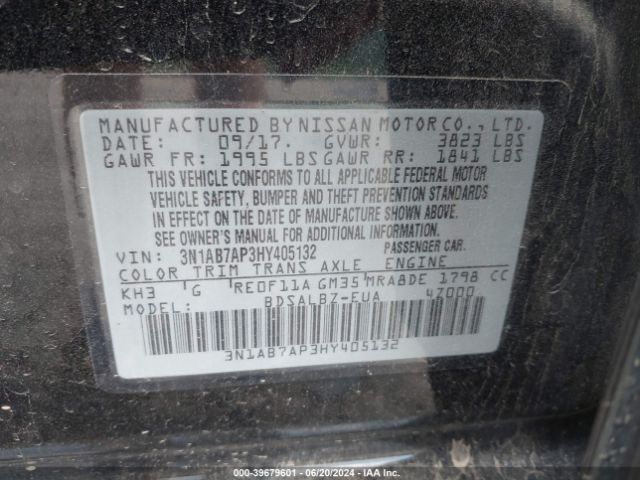 MANUFACTURED BY NISSAN MOTOR CO., LTD.
DATE: 09/17. GVWR: 3823 LBS
GAWR FR: 1995 LBS GAWR RR: 1841 LBS
THIS VEHICLE CONFORMS TO ALL APPLICABLE FEDERAL MOTOR
VEHICLE SAFETY, BUMPER AND THEFT PREVENTION STANDARDS
IN EFFECT ON THE DATE OF MANUFACTURE SHOWN ABOVE.
SEE OWNER'S MANUAL FOR ADDITIONAL INFORMATION.
VIN: 3N1AB7AP3HY405132 PASSENGER CAR.
COLOR TRIM TRANS AXLE ENGINE
KH3 G RE0F11A GM35 MRA8DE 1798 CC
MODEL: BDSALBZ-EUA 47000
3N1AB7AP3HY405132
000-39679601 - 06/20/2024 - IAA Inc.